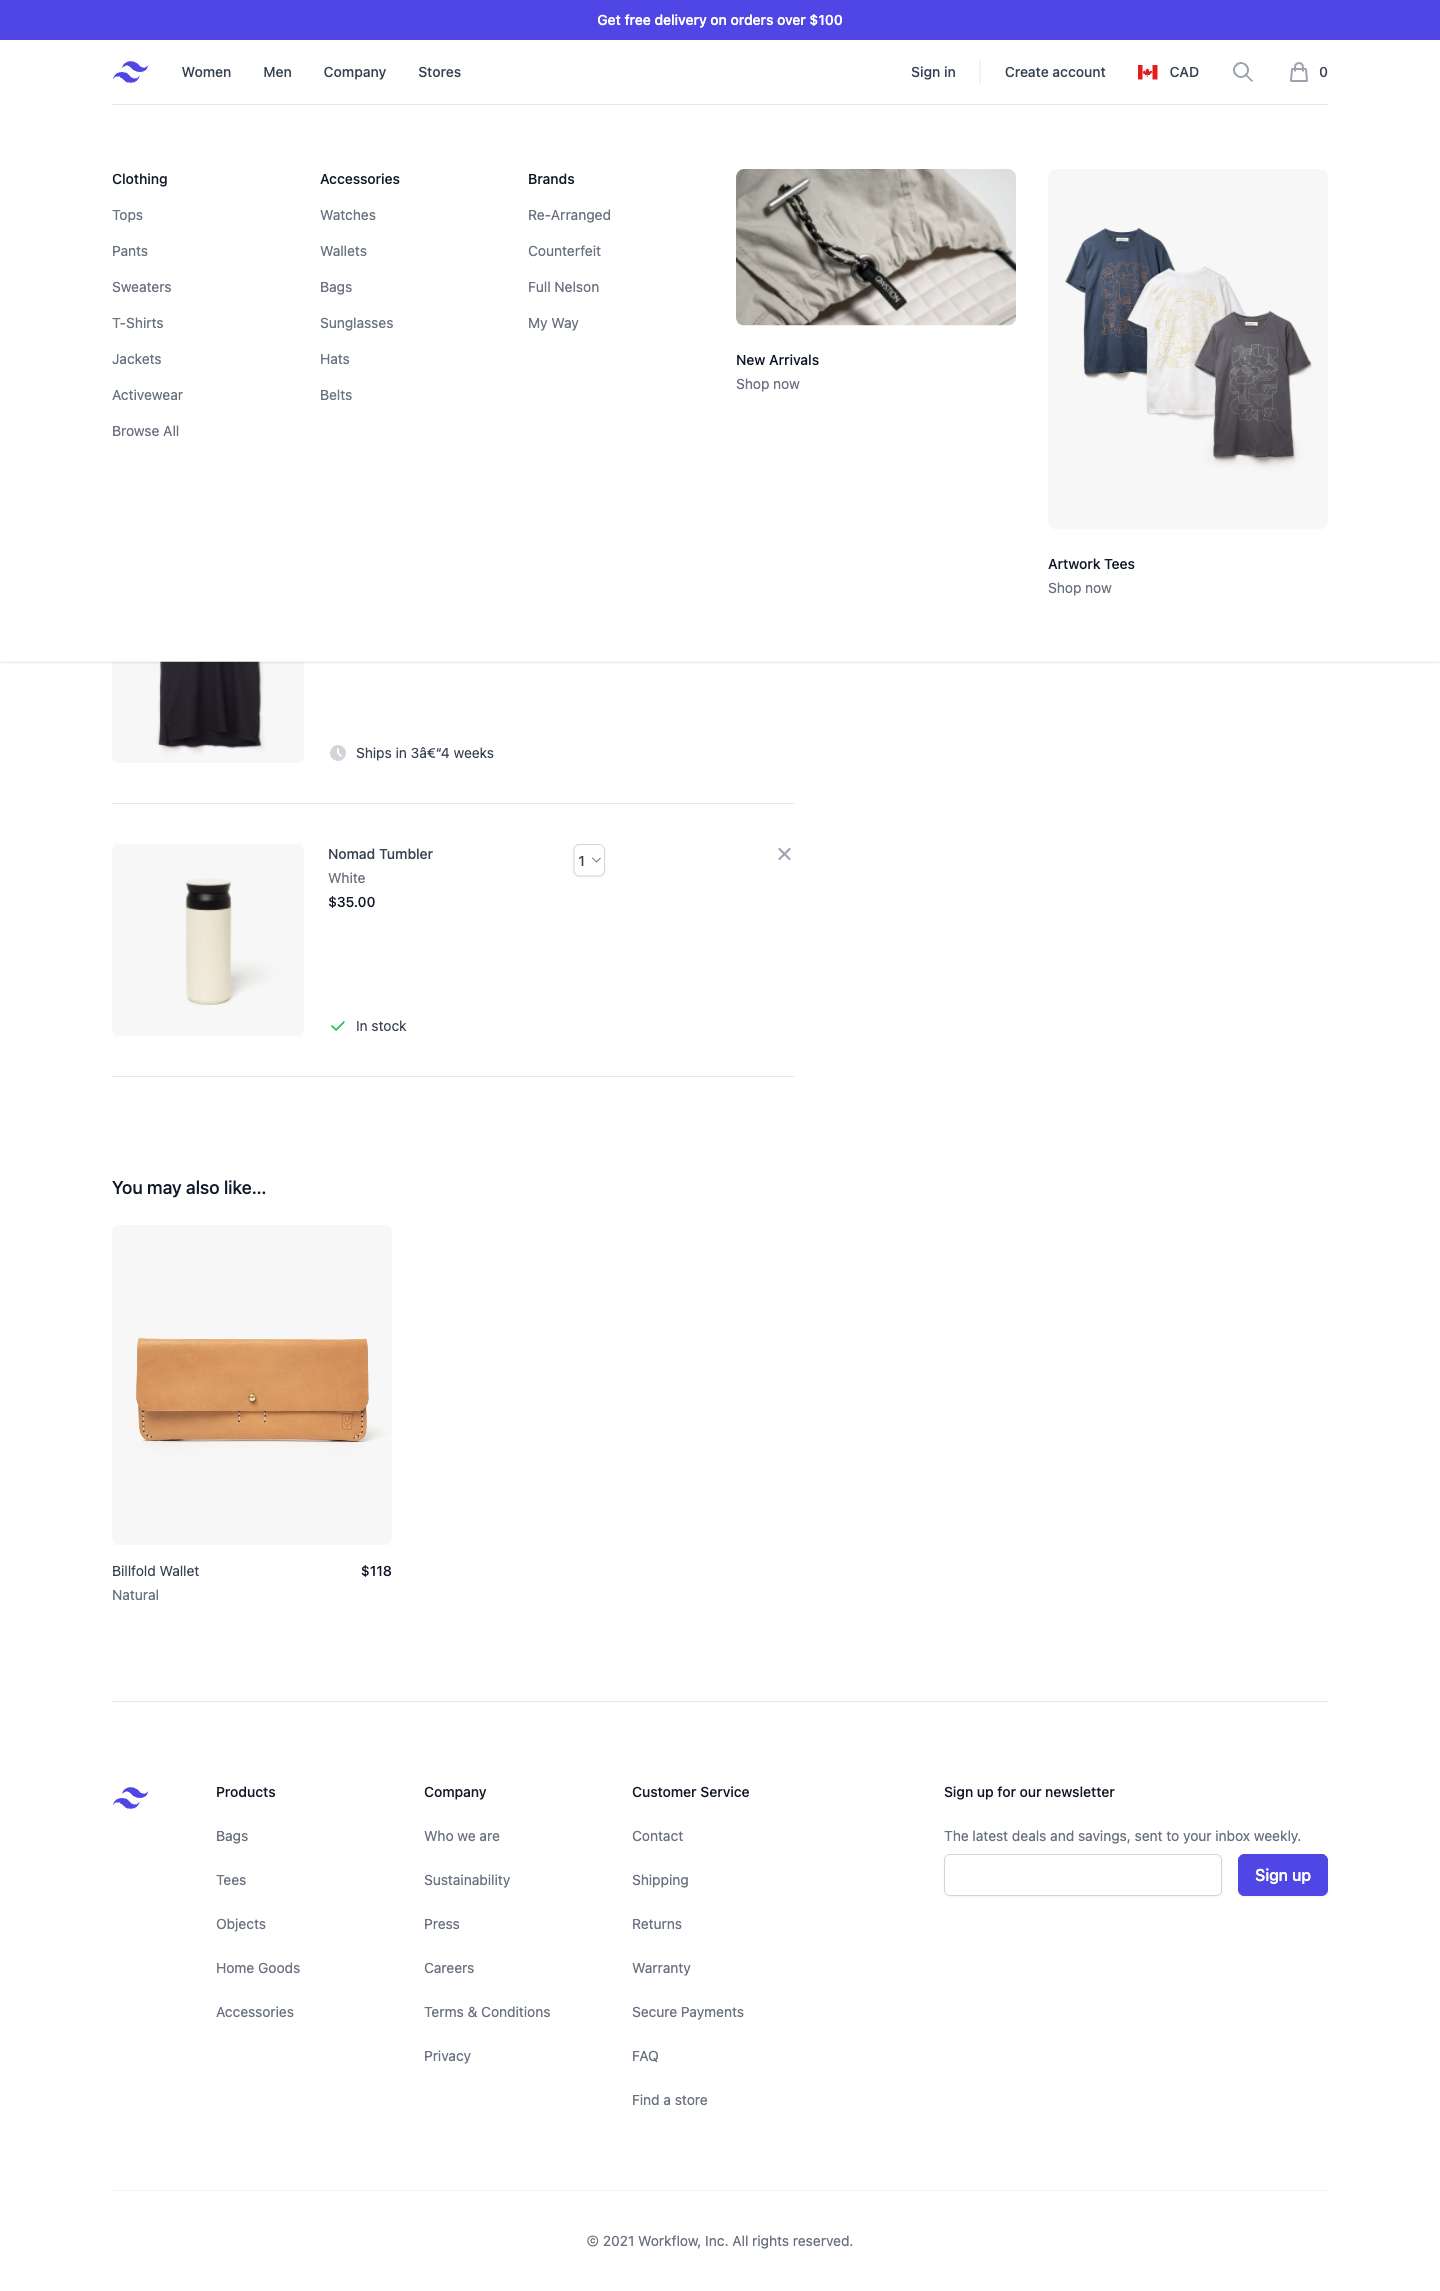 Get free delivery on orders over $100
Women Men Company Stores Sign in Create account CAD 0
Clothing
Tops
Pants
Sweaters
T-Shirts
Jackets
Activewear
Browse All
Accessories
Watches
Wallets
Bags
Sunglasses
Hats
Belts
Brands
Re-Arranged
Counterfeit
Full Nelson
My Way
New Arrivals
Shop now
Artwork Tees
Shop now
Ships in 3â€“4 weeks
Nomad Tumbler
White
$35.00
1
In stock
You may also like...
Billfold Wallet $118
Natural
Products
Bags
Tees
Objects
Home Goods
Accessories
Company
Who we are
Sustainability
Press
Careers
Terms & Conditions
Privacy
Customer Service
Contact
Shipping
Returns
Warranty
Secure Payments
FAQ
Find a store
Sign up for our newsletter
The latest deals and savings, sent to your inbox weekly.
Sign up
© 2021 Workflow, Inc. All rights reserved.